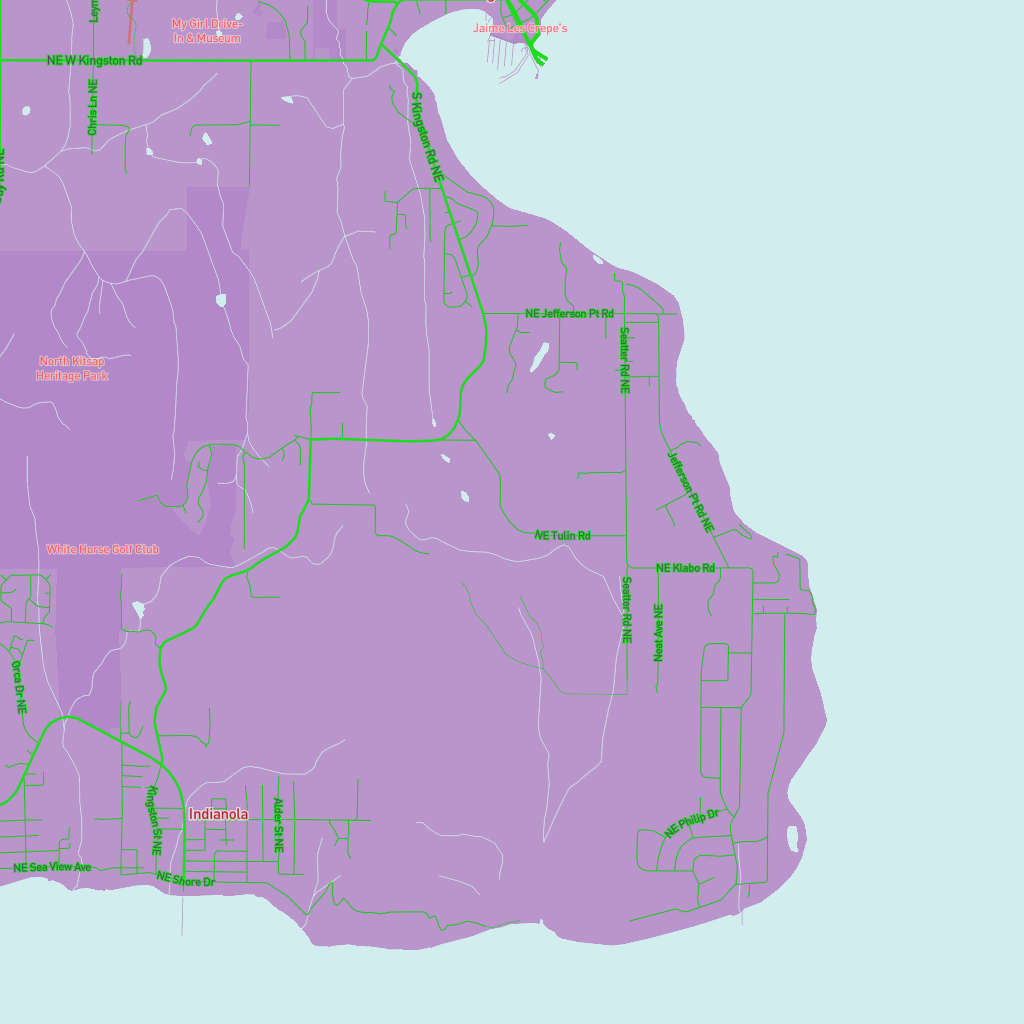 My Girl Drive-
In & Museum
Jaime Les Crepe's
NE W Kingston Rd
Chris Ln NE
S Kingston Rd NE
NE Jefferson Pt Rd
Seatter Rd NE
North Kitsap
Heritage Park
Jefferson Pt Rd NE
White Horse Golf Club
NE Tulin Rd
NE Klabo Rd
Seatter Rd NE
Neat Ave NE
Orca Dr NE
Kingston St NE
Indianola
Alder St NE
NE Philip Dr
NE Sea View Ave
NE Shore Dr